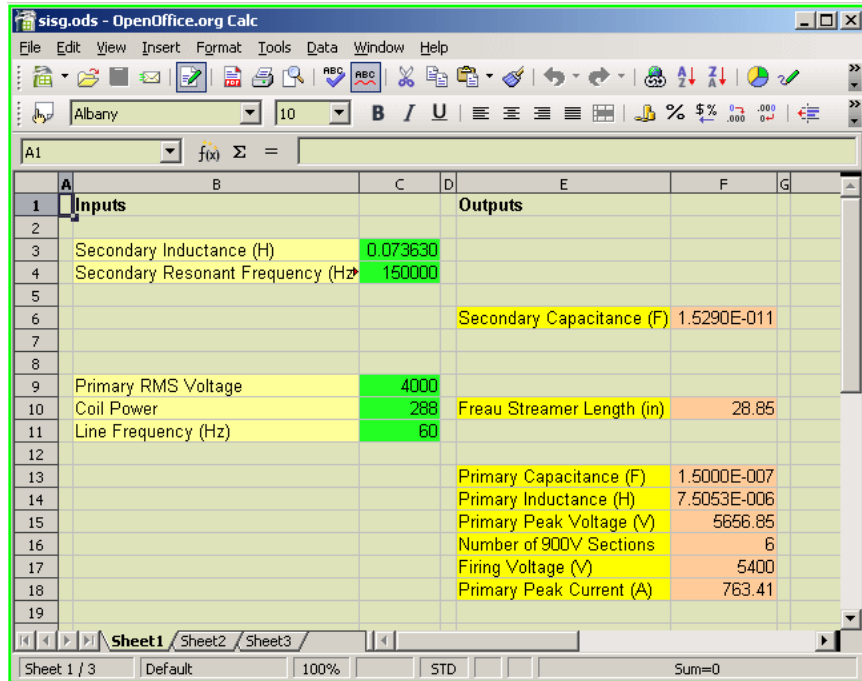 sisg.ods - OpenOffice.org Calc
File Edit View Insert Format Tools Data Window Help
Albany 10 B I U
A1 f(x) Σ =
A B C D E F G
1 Inputs Outputs
2
3 Secondary Inductance (H) 0.073630
4 Secondary Resonant Frequency (Hz 150000
5
6 Secondary Capacitance (F) 1.5290E-011
7
8
9 Primary RMS Voltage 4000
10 Coil Power 288 Freau Streamer Length (in) 28.85
11 Line Frequency (Hz) 60
12
13 Primary Capacitance (F) 1.5000E-007
14 Primary Inductance (H) 7.5053E-006
15 Primary Peak Voltage (V) 5656.85
16 Number of 900V Sections 6
17 Firing Voltage (V) 5400
18 Primary Peak Current (A) 763.41
19
Sheet1 Sheet2 Sheet3
Sheet 1 / 3 Default 100% STD Sum=0